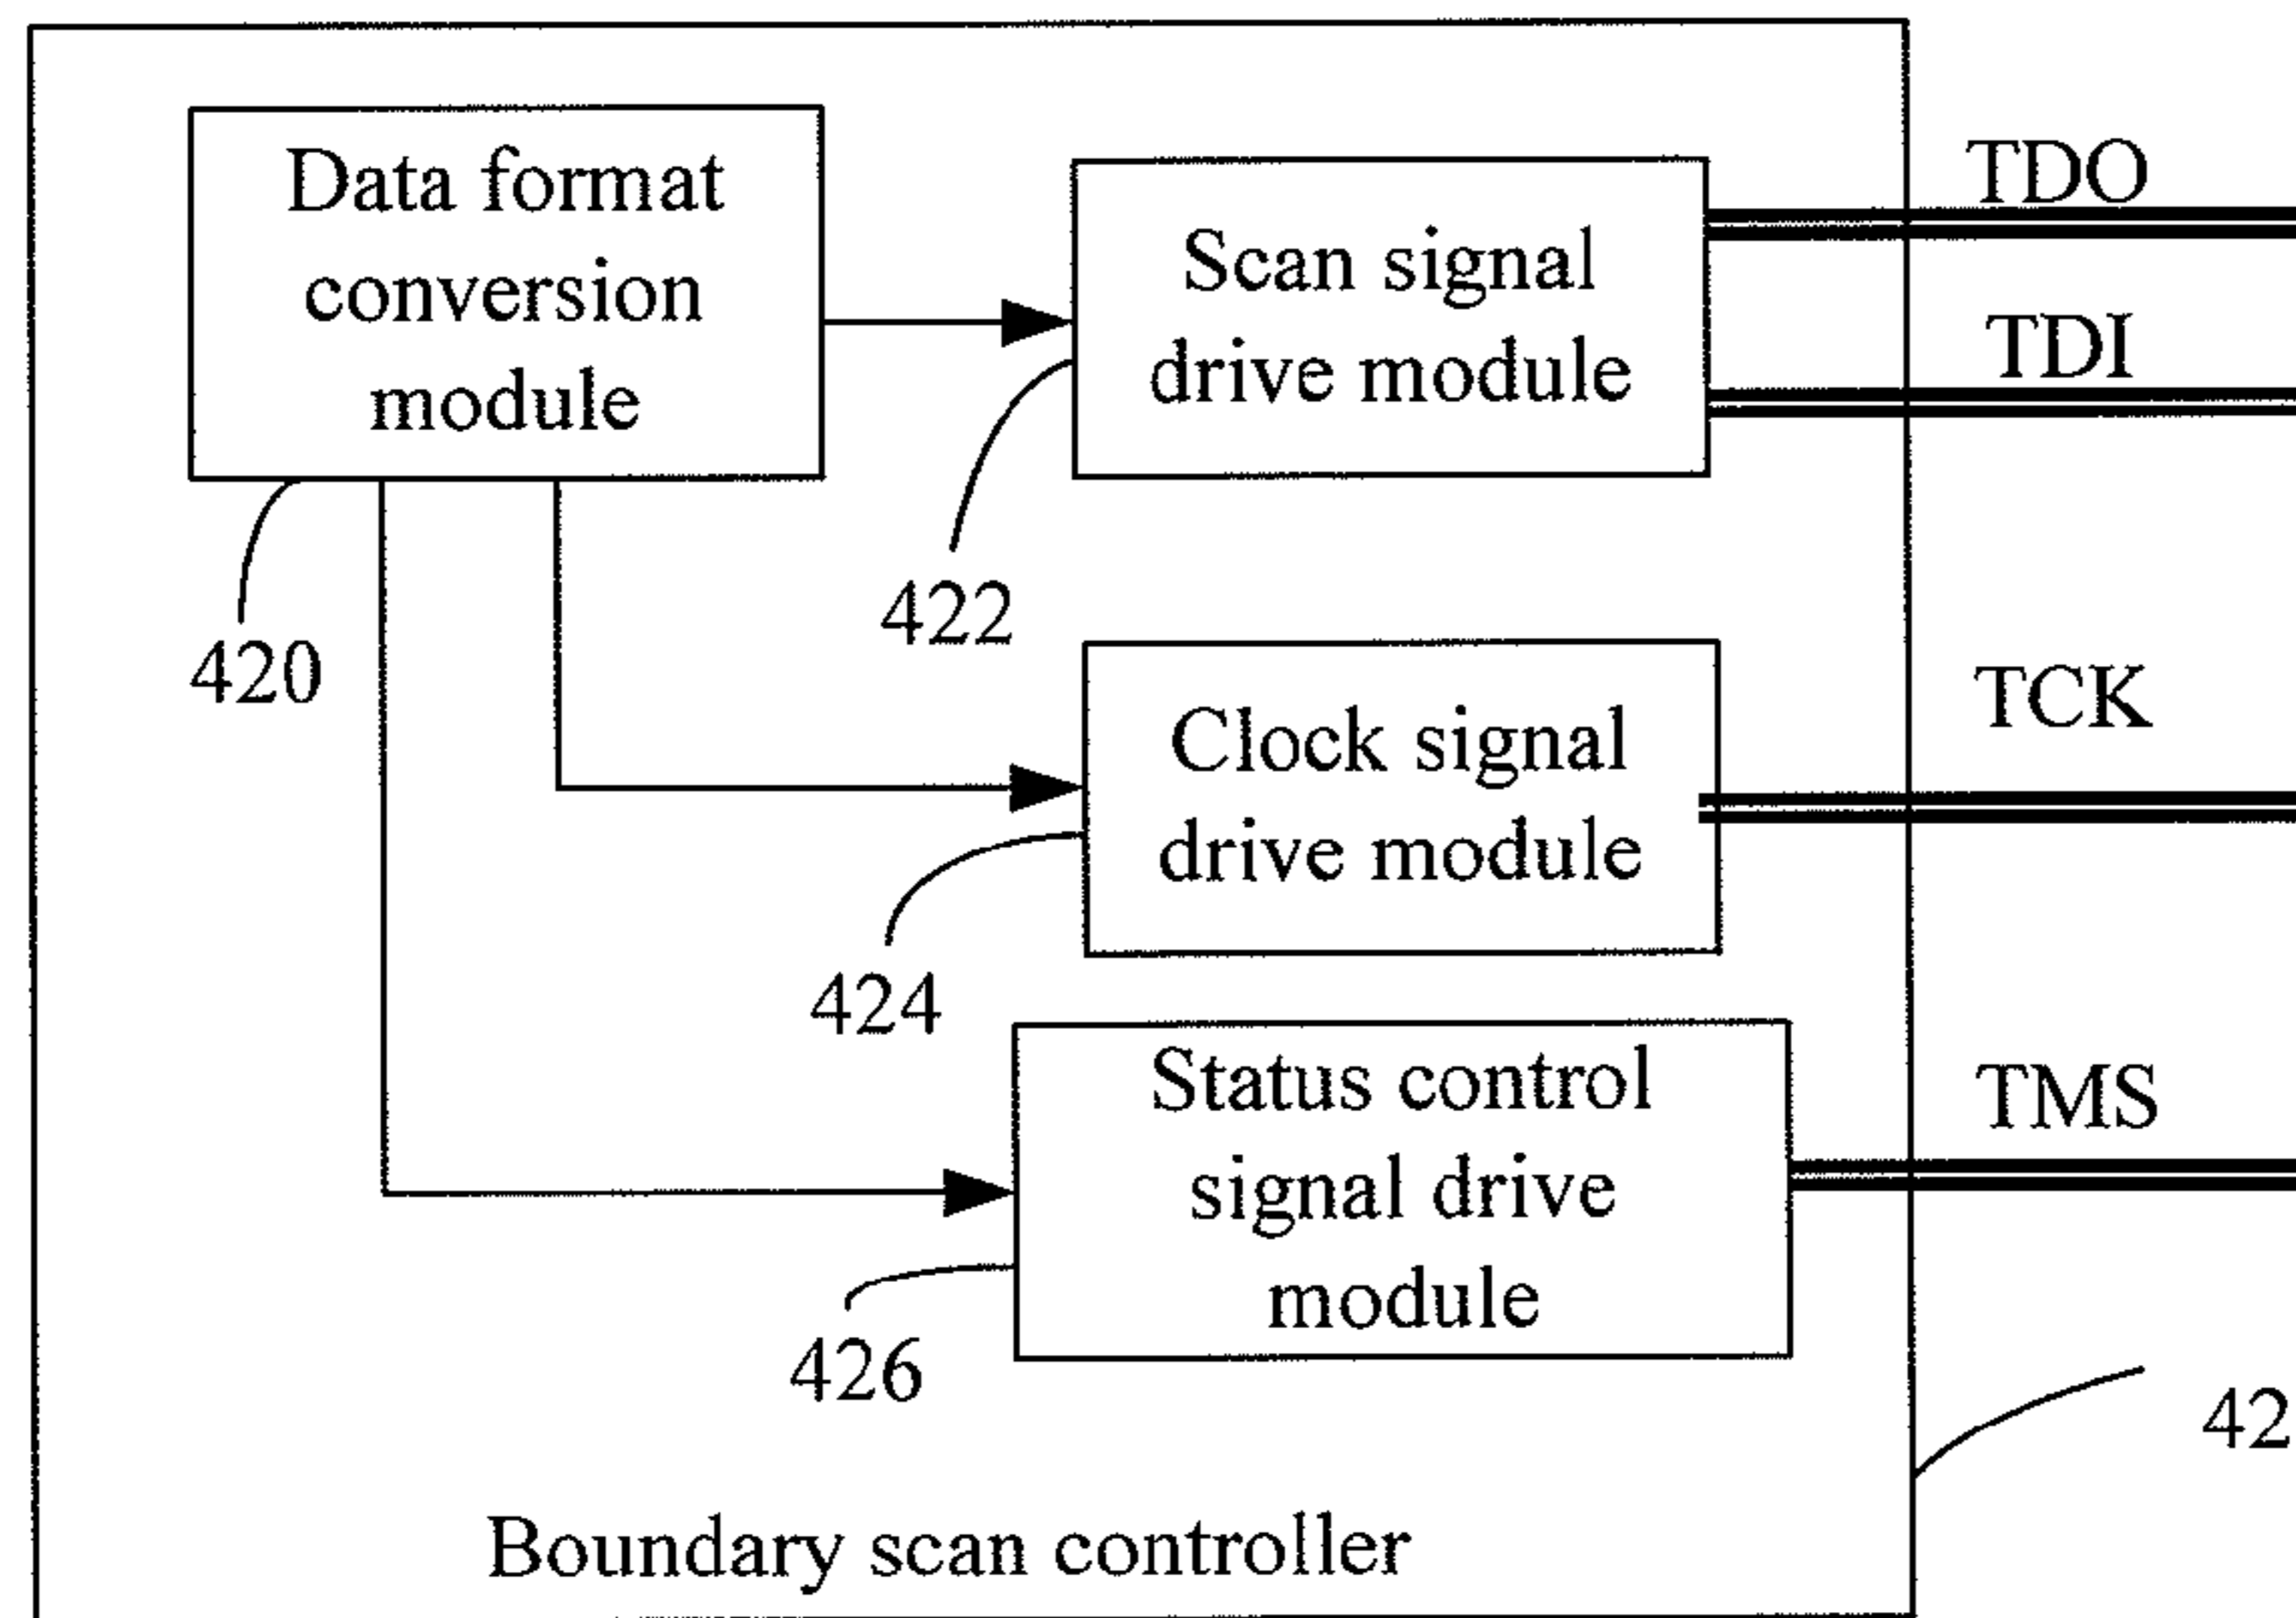 Data format
conversion
module
Scan signal
drive module
TDO
TDI
420
422
Clock signal
drive module
TCK
424
Status control
signal drive
module
TMS
426
42
Boundary scan controller